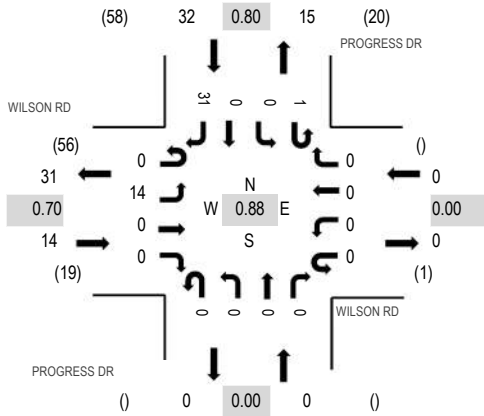 (58) 32 0.80 15 (20)
PROGRESS DR
31 0 0 1
WILSON RD
(56) 0 0 ()
31 0
14 N 0
0.70 W 0.88 E 0.00
0 S 0
14 0
(19) 0 0 (1)
0 0 0 0
WILSON RD
PROGRESS DR
() 0 0.00 0 ()